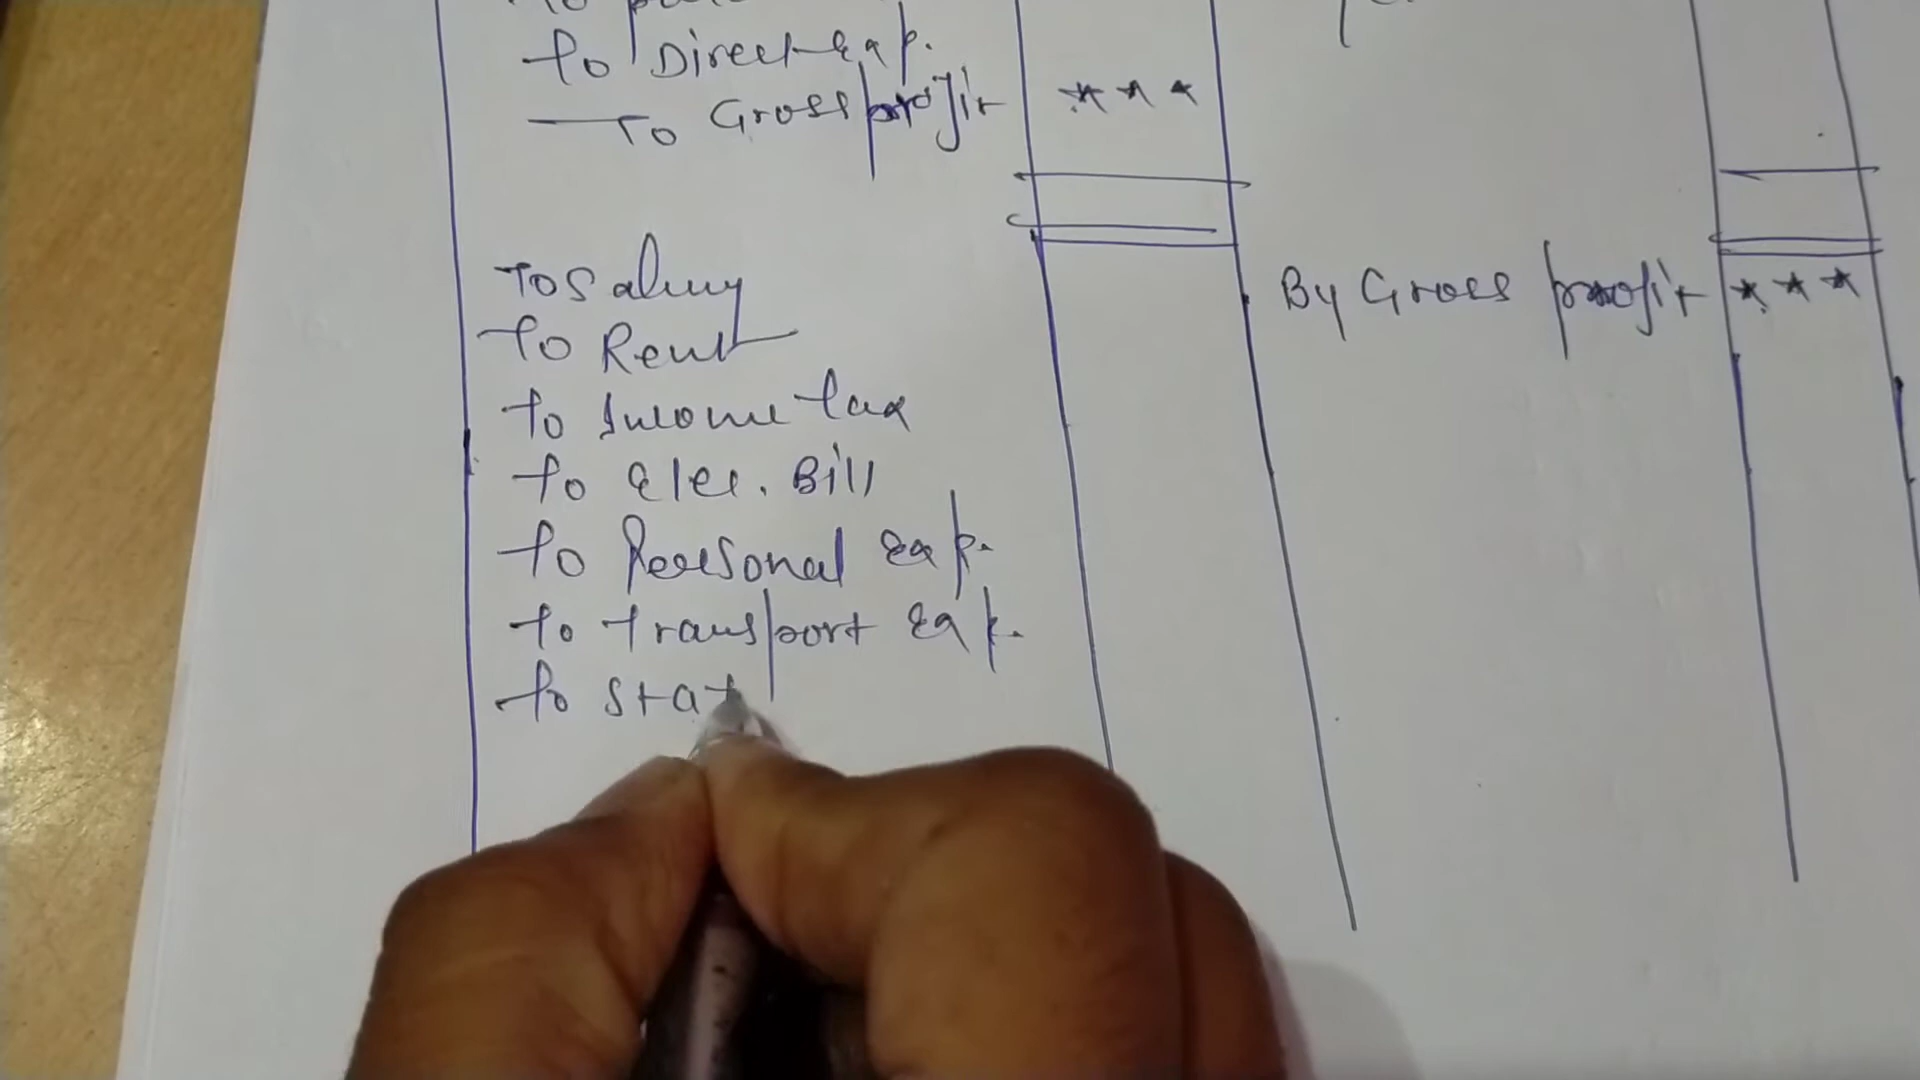 To Direct Exp.
To Gross profit ***
To Salary
By Gross profit ***
To Rent
To Income tax
To Elec. Bill
To Personal Exp.
To transport Exp.
To stat